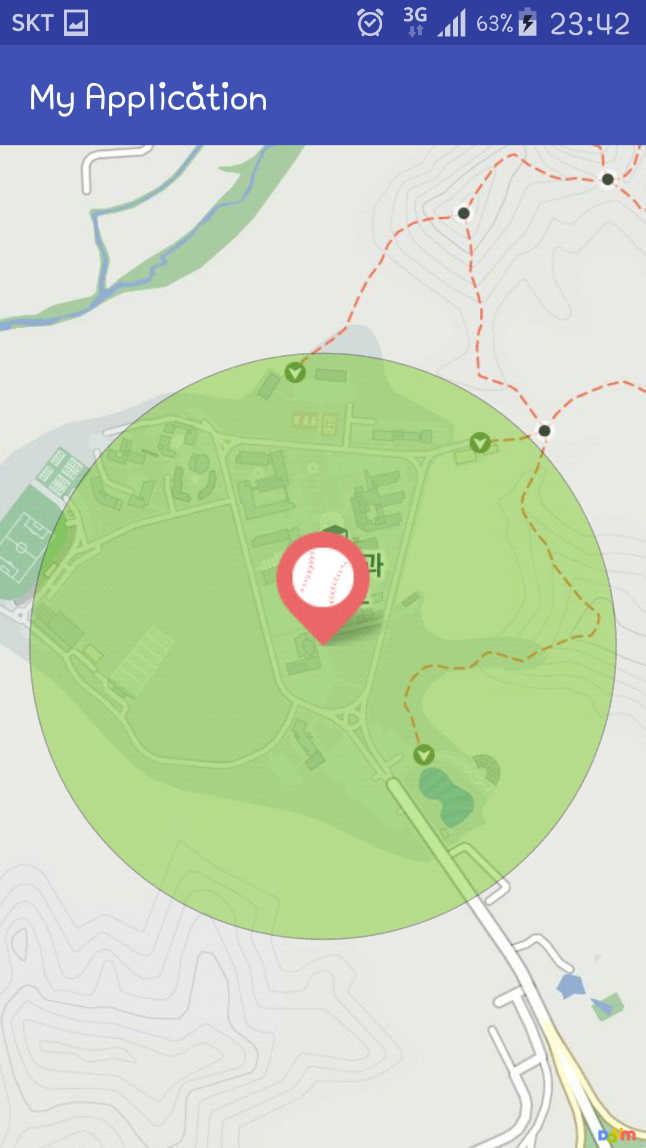 SKT 3G 63% 23:42
My Application
과
Daum